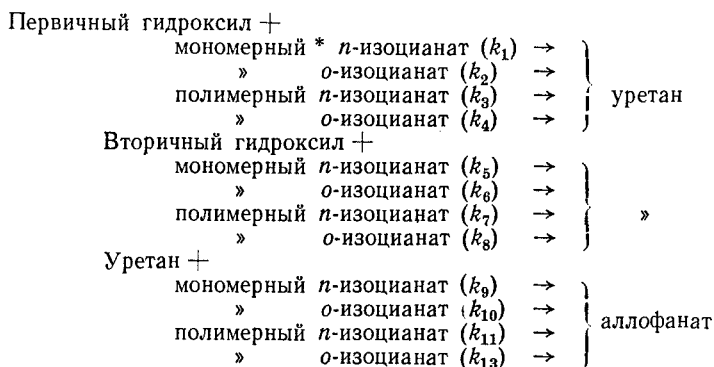 Первичный гидроксил +
мономерный * п-изоцианат (k₁) →
» о-изоцианат (k₂) →
полимерный п-изоцианат (k₃) → уретан
» о-изоцианат (k₄) →
Вторичный гидроксил +
мономерный п-изоцианат (k₅) →
» о-изоцианат (k₆) →
полимерный п-изоцианат (k₇) → »
» о-изоцианат (k₈) →
Уретан +
мономерный п-изоцианат (k₉) →
» о-изоцианат (k₁₀) →
полимерный п-изоцианат (k₁₁) → аллофанат
» о-изоцианат (k₁₃) →